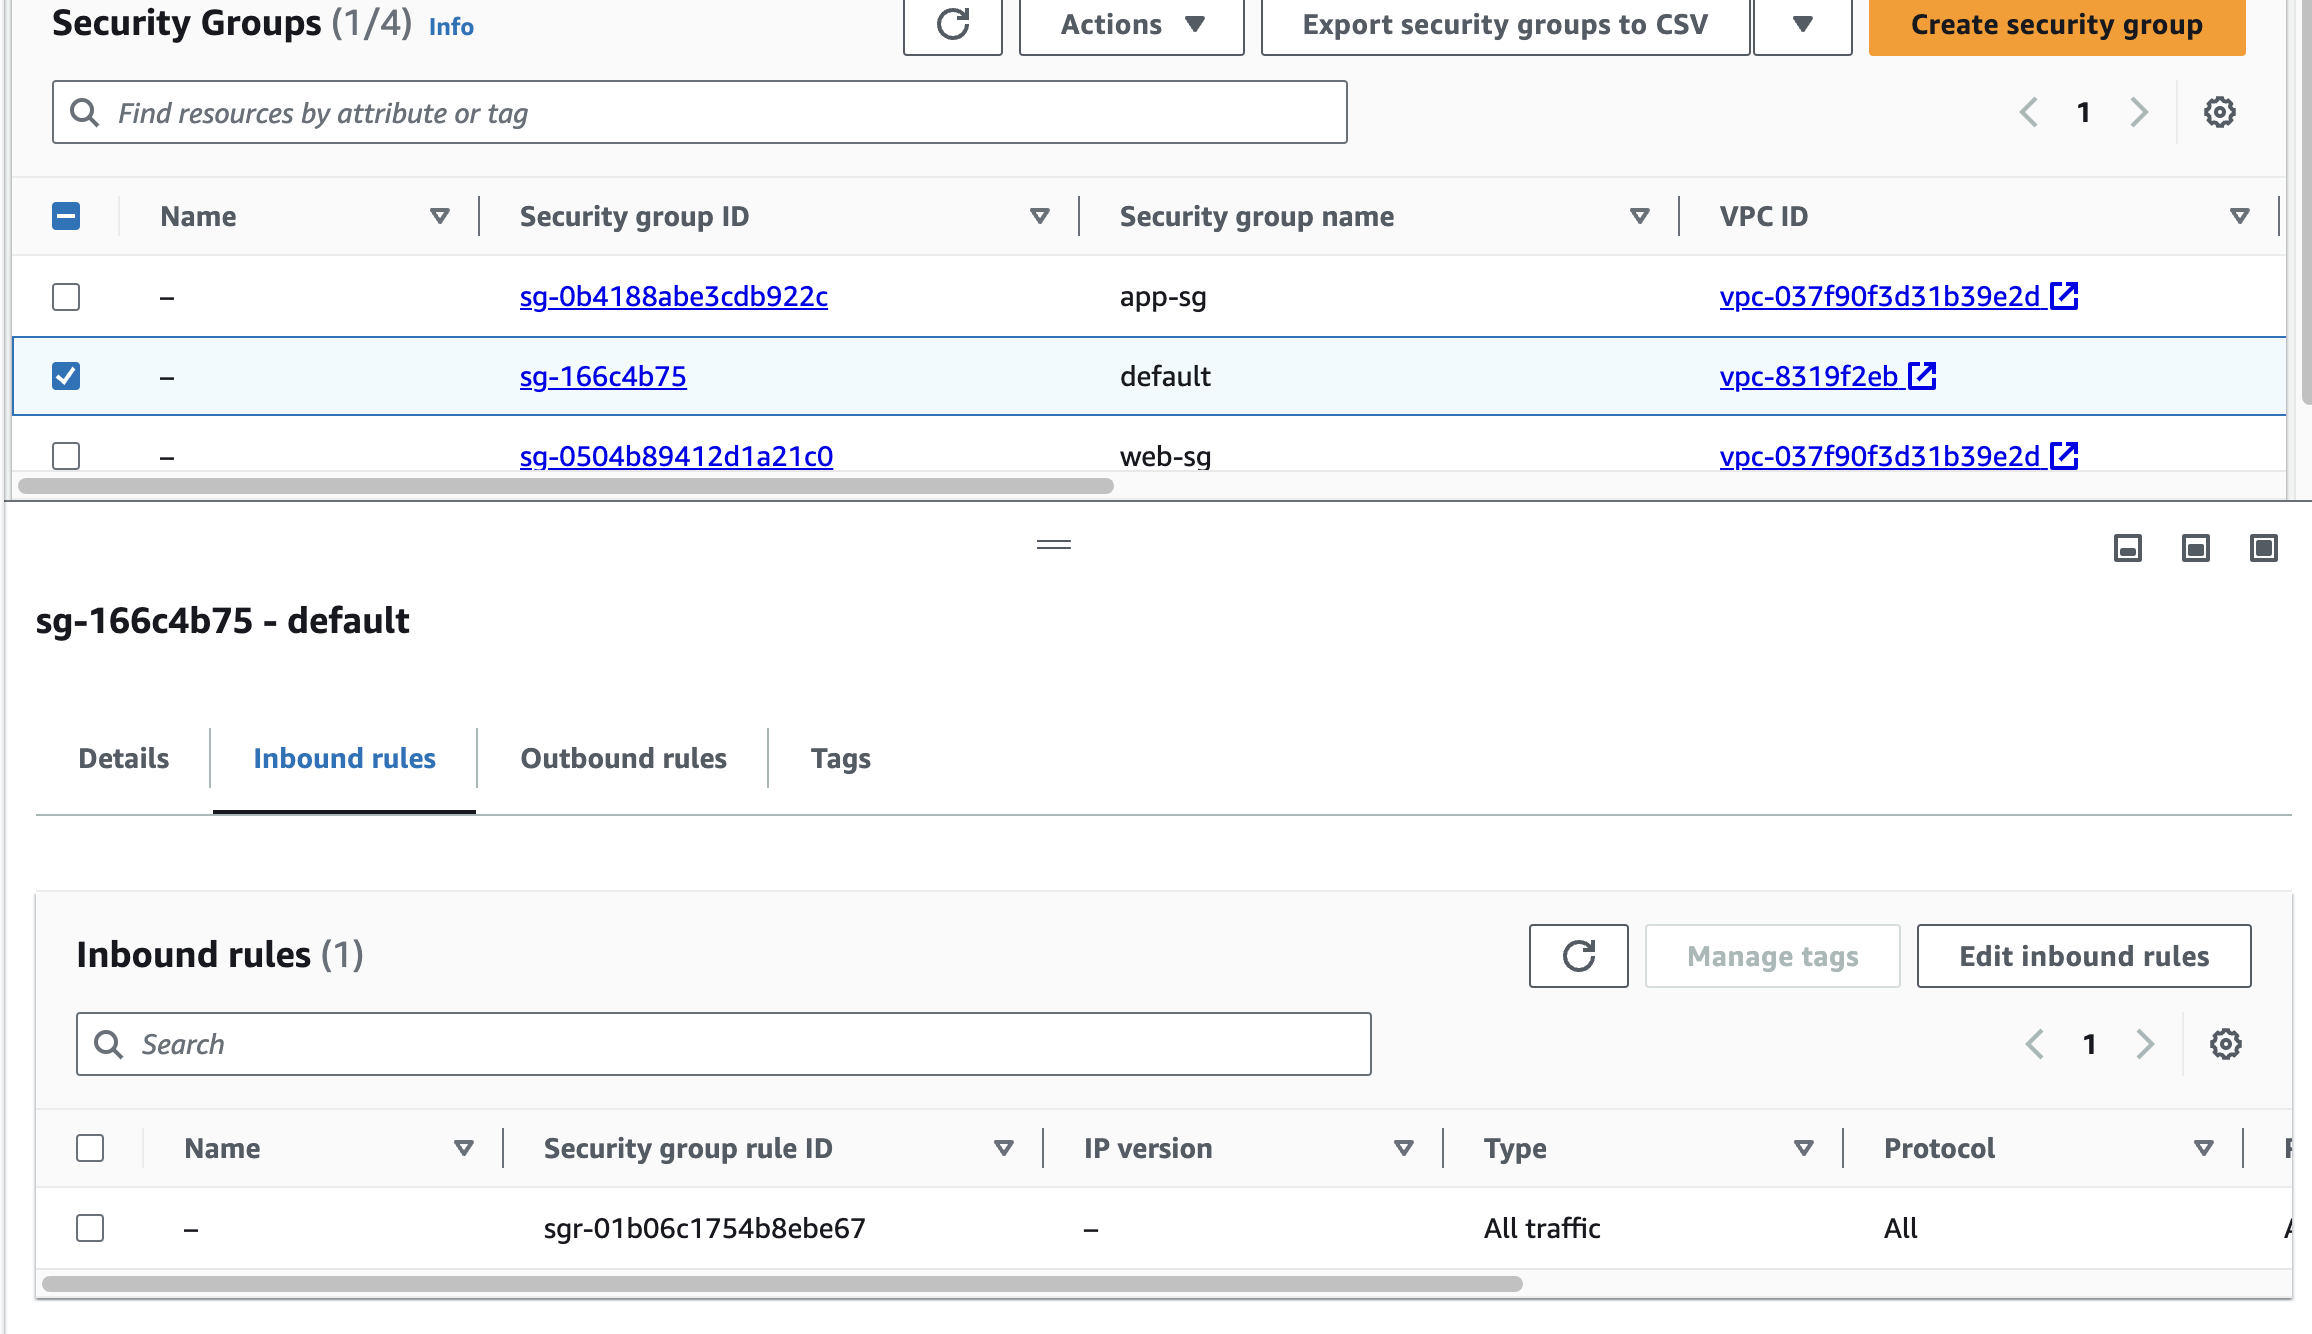 Security Groups (1/4) Info Actions Export security groups to CSV Create security group
Find resources by attribute or tag 1
Name Security group ID Security group name VPC ID
– sg-0b4188abe3cdb922c app-sg vpc-037f90f3d31b39e2d
– sg-166c4b75 default vpc-8319f2eb
– sg-0504b89412d1a21c0 web-sg vpc-037f90f3d31b39e2d
sg-166c4b75 - default
Details Inbound rules Outbound rules Tags
Inbound rules (1) Manage tags Edit inbound rules
Search 1
Name Security group rule ID IP version Type Protocol
– sgr-01b06c1754b8ebe67 – All traffic All